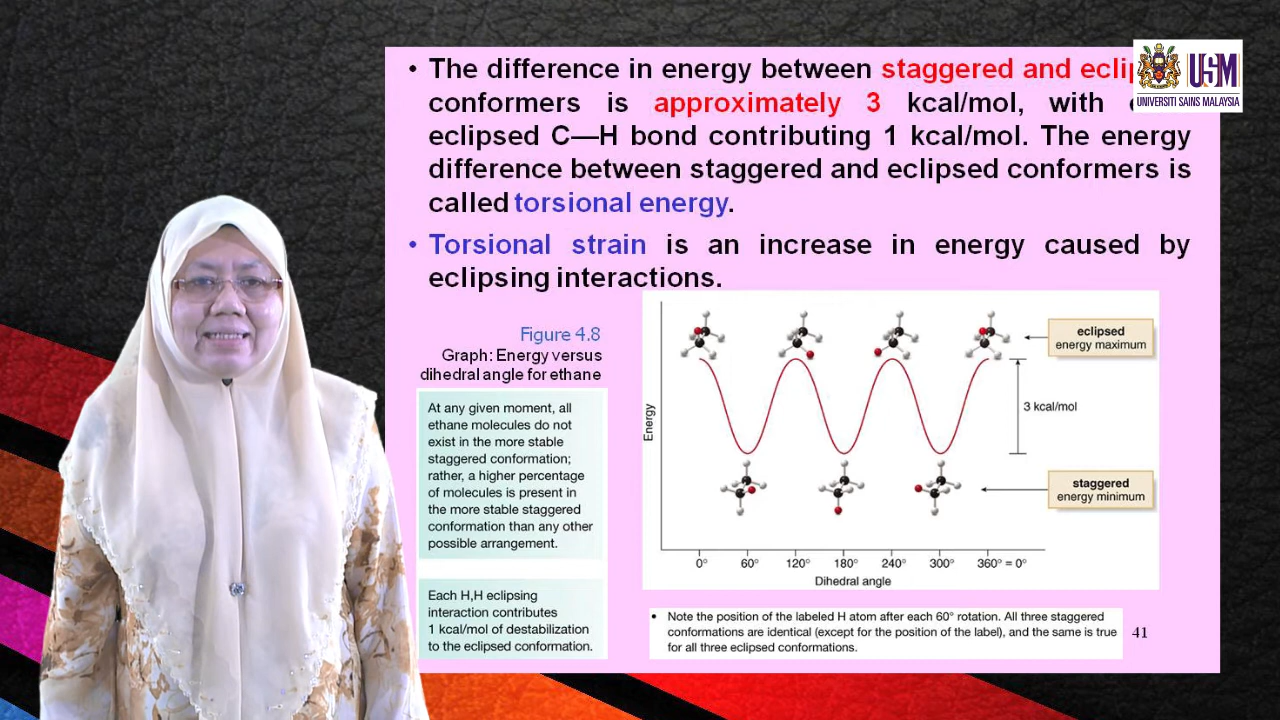 • The difference in energy between staggered and
conformers is approximately 3 kcal/mol, with
eclipsed C—H bond contributing 1 kcal/mol. The energy
difference between staggered and eclipsed conformers is
called torsional energy.
• Torsional strain is an increase in energy caused by
eclipsing interactions.
USM
UNIVERSITI SAINS MALAYSIA
Figure 4.8
Graph: Energy versus
dihedral angle for ethane
At any given moment, all
ethane molecules do not
exist in the more stable
staggered conformation;
rather, a higher percentage
of molecules is present in
the more stable staggered
conformation than any other
possible arrangement.
Each H,H eclipsing
interaction contributes
1 kcal/mol of destabilization
to the eclipsed conformation.
eclipsed
energy maximum
3 kcal/mol
Energy
staggered
energy minimum
0° 60° 120° 180° 240° 300° 360° = 0°
Dihedral angle
• Note the position of the labeled H atom after each 60° rotation. All three staggered
conformations are identical (except for the position of the label), and the same is true
for all three eclipsed conformations.
41